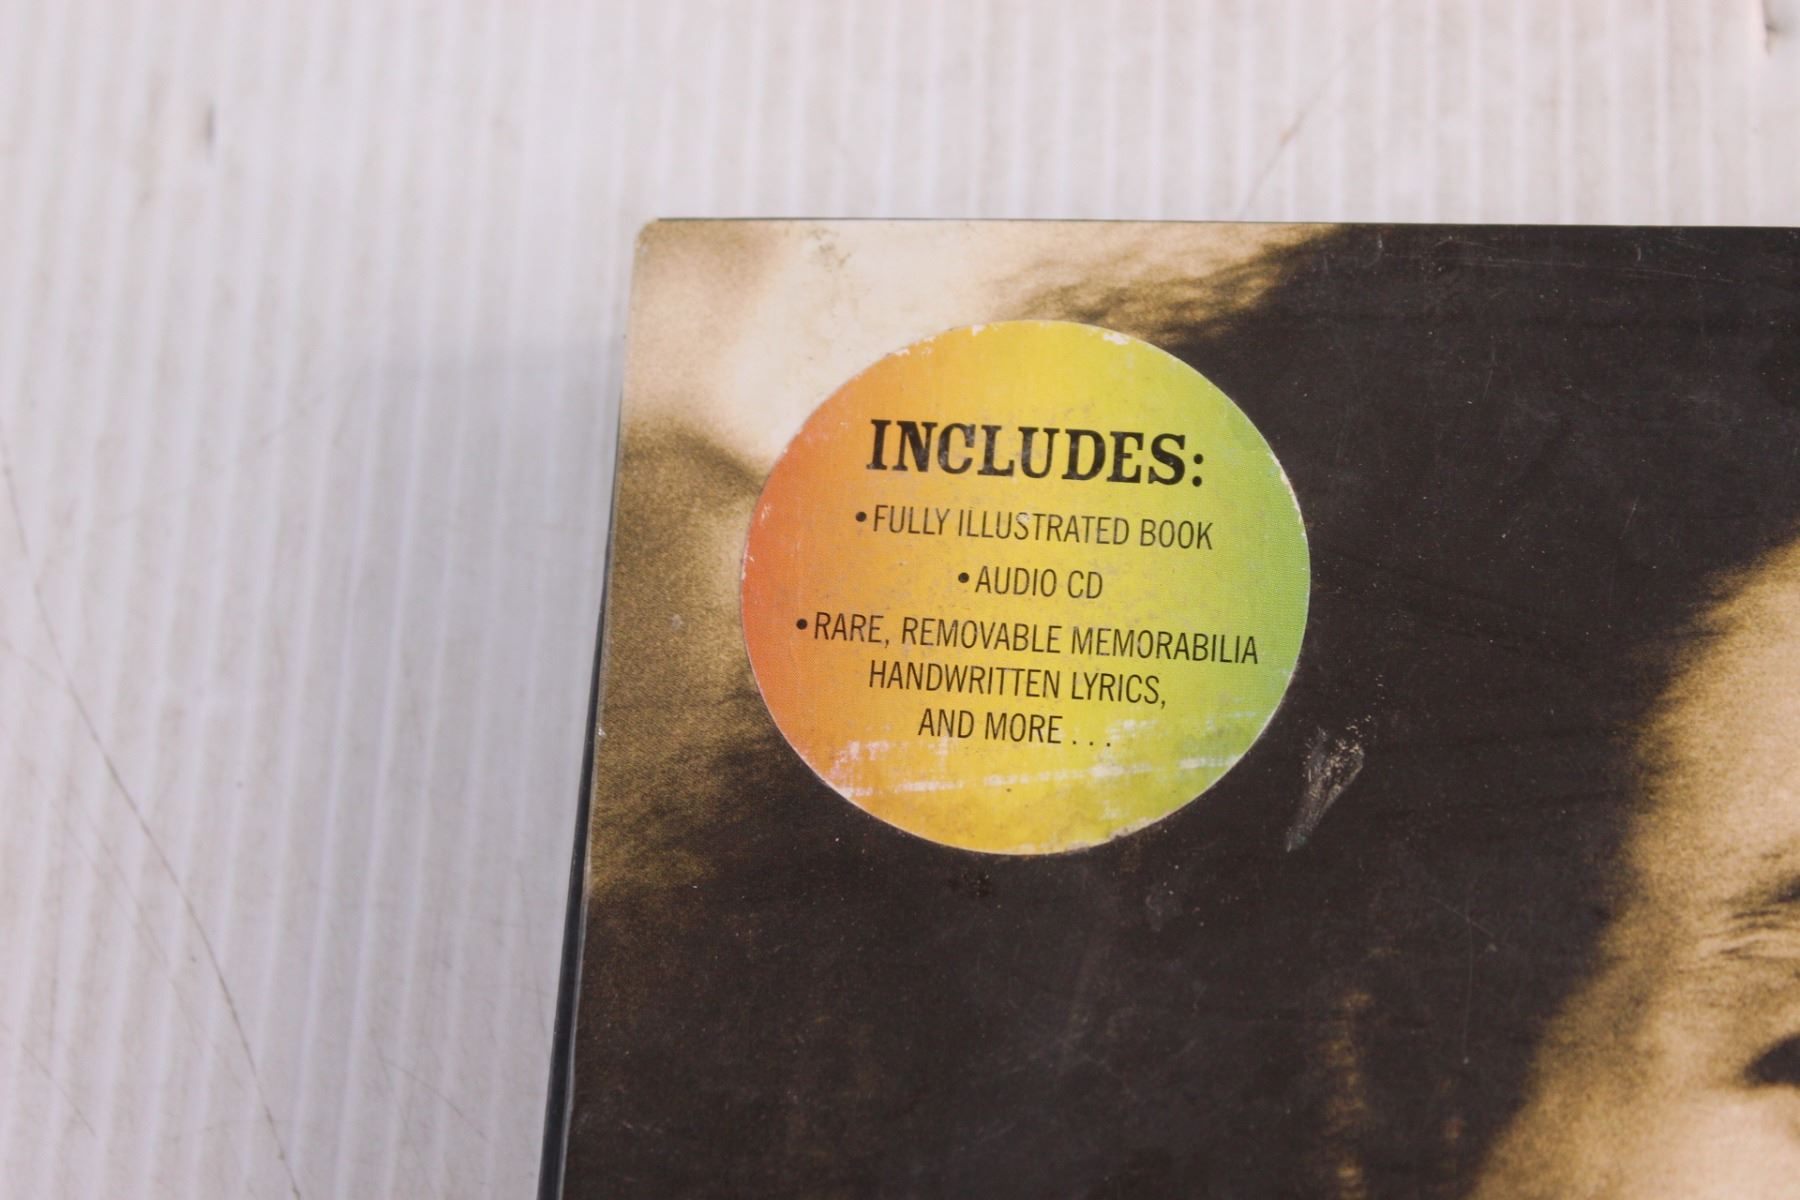 INCLUDES:
•FULLY ILLUSTRATED BOOK
•AUDIO CD
•RARE, REMOVABLE MEMORABILIA
HANDWRITTEN LYRICS,
AND MORE . . .